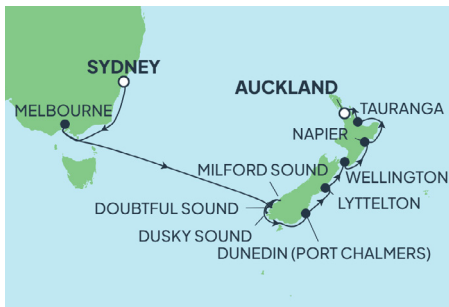 SYDNEY
MELBOURNE
AUCKLAND
TAURANGA
NAPIER
MILFORD SOUND
WELLINGTON
DOUBTFUL SOUND
LYTTELTON
DUSKY SOUND
DUNEDIN (PORT CHALMERS)